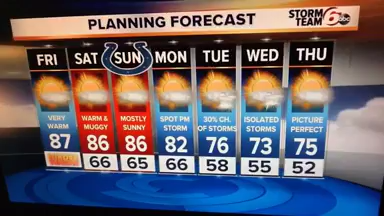 PLANNING FORECAST
STORM
TEAM 6 abc
FRI SAT SUN MON TUE WED THU
VERY
WARM
87
WARM &
MUGGY
86
66
MOSTLY
SUNNY
86
65
SPOT PM
STORM
82
66
30% CH.
OF STORMS
76
58
ISOLATED
STORMS
73
55
PICTURE
PERFECT
75
52